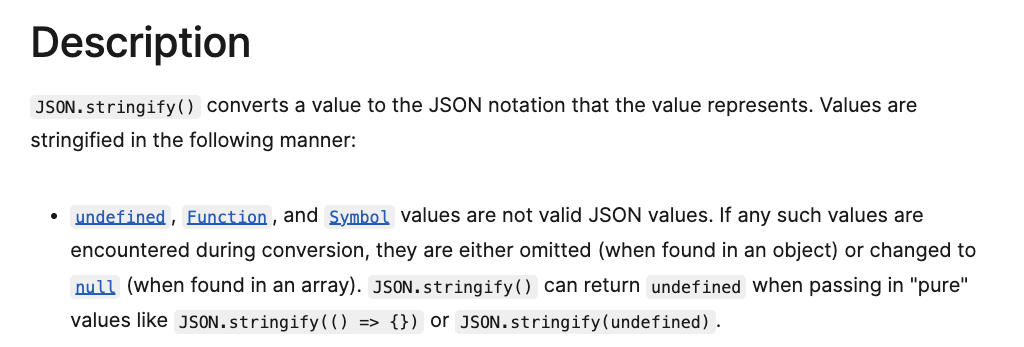 Description
JSON.stringify() converts a value to the JSON notation that the value represents. Values are
stringified in the following manner:
• undefined, Function, and Symbol values are not valid JSON values. If any such values are
encountered during conversion, they are either omitted (when found in an object) or changed to
null (when found in an array). JSON.stringify() can return undefined when passing in "pure"
values like JSON.stringify(() => {}) or JSON.stringify(undefined).